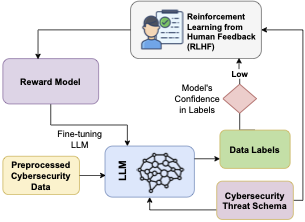 Reinforcement
Learning from
Human Feedback
(RLHF)
Reward Model
Low
Model's
Confidence
in Labels
Fine-tuning
LLM
Preprocessed
Cybersecurity
Data
LLM
Data Labels
Cybersecurity
Threat Schema